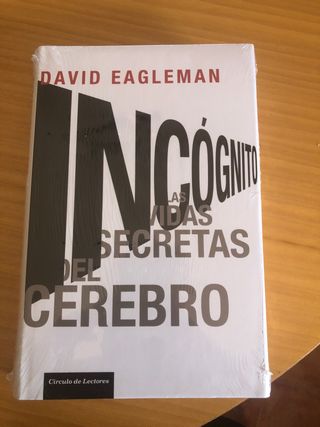 DAVID EAGLEMAN
INCÓGNITO
LAS
VIDAS
SECRETAS
DEL
CEREBRO
Círculo de Lectores